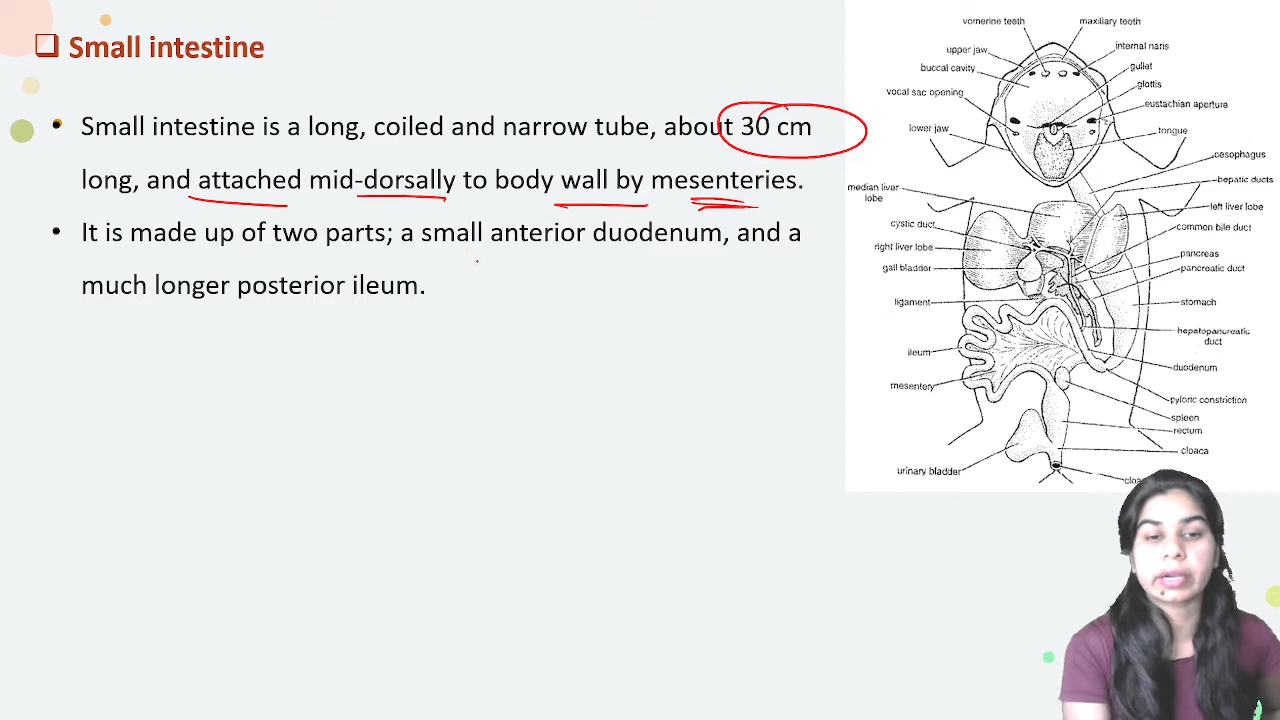 Small intestine
• Small intestine is a long, coiled and narrow tube, about 30 cm
long, and attached mid-dorsally to body wall by mesenteries.
• It is made up of two parts; a small anterior duodenum, and a
much longer posterior ileum.
vomerine teeth
maxiliary teeth
upper jaw
internal naris
buccal cavity
gullet
vocal sac opening
glottis
eustachian aperture
lower jaw
tongue
oesophagus
median liver
lobe
hepatic ducts
left liver lobe
cystic duct
common bile duct
right liver lobe
pancreas
gall bladder
pancreatic duct
ligament
stomach
hepatopancreatic
duct
ileum
duodenum
mesentery
pyloric constriction
spleen
rectum
urinary bladder
cloaca